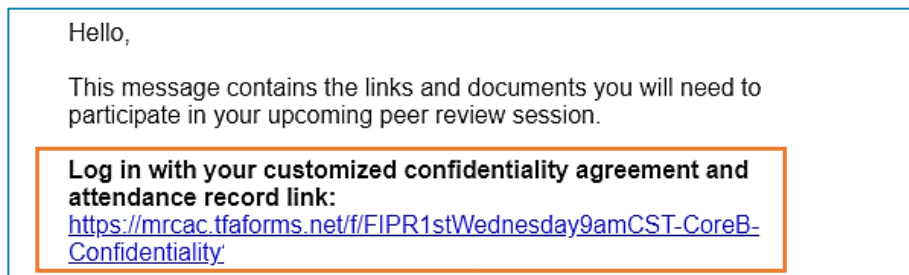 Hello,
This message contains the links and documents you will need to
participate in your upcoming peer review session.
Log in with your customized confidentiality agreement and
attendance record link:
https://mrcac.tfaforms.net/f/FIPR1stWednesday9amCST-CoreB-
Confidentiality'